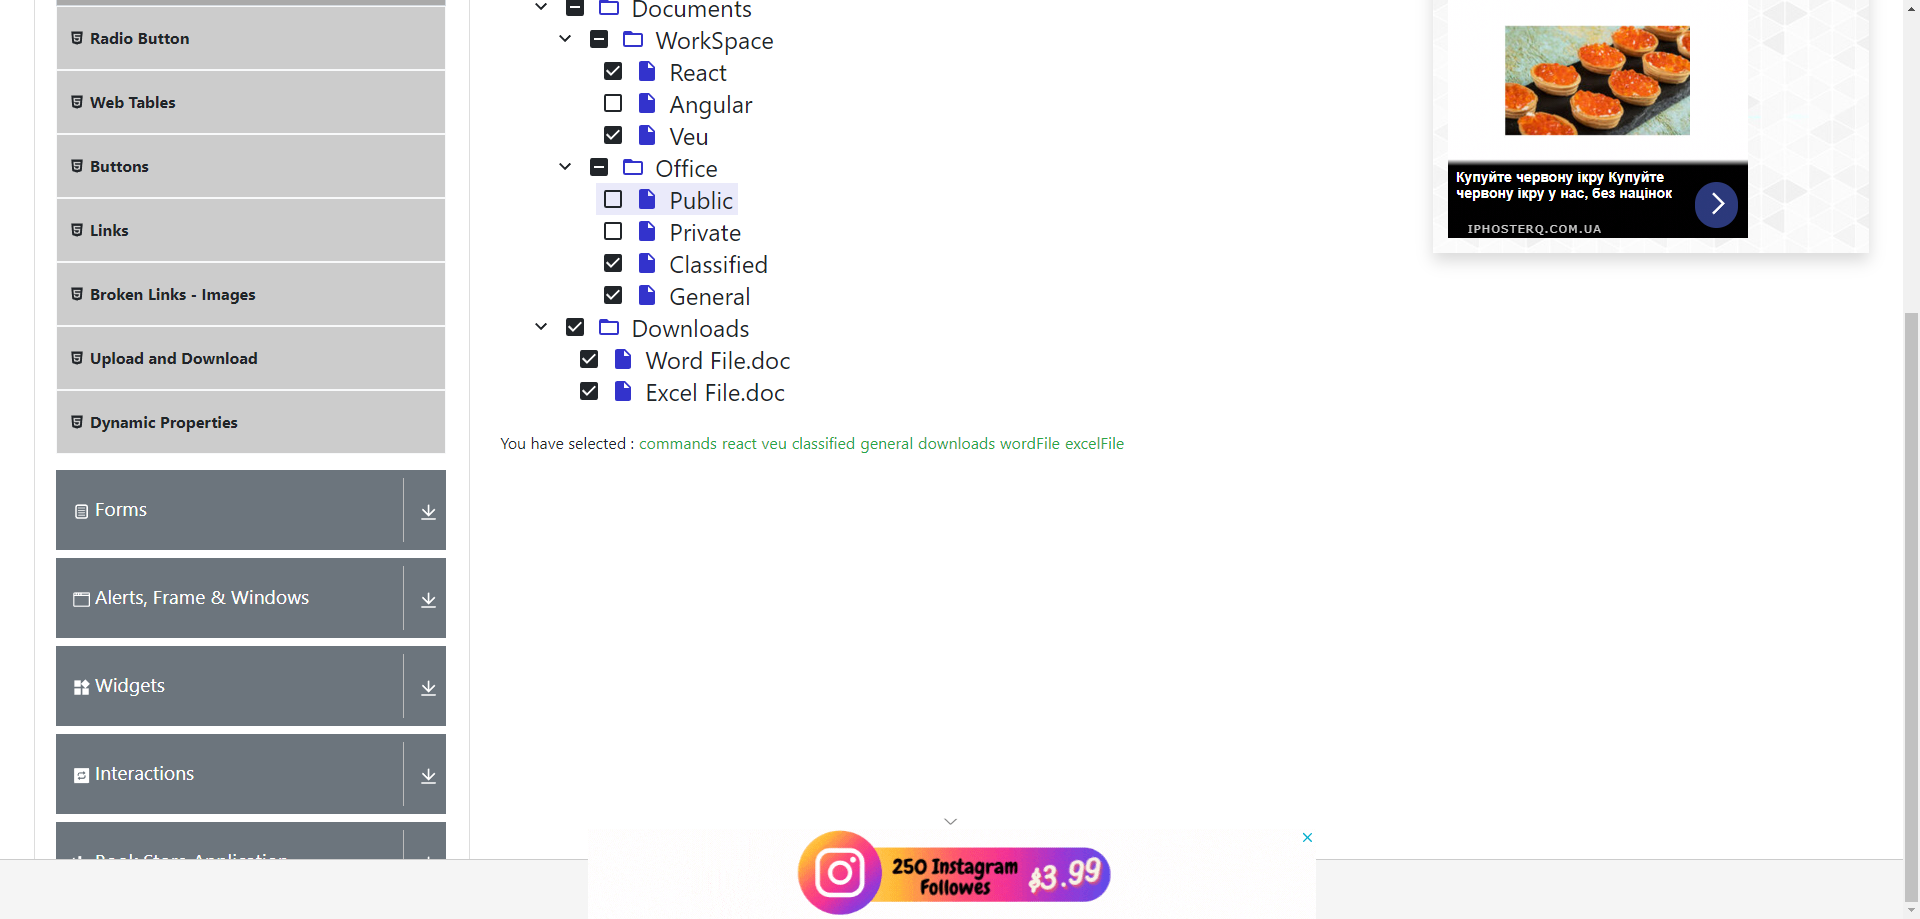 Radio Button
Web Tables
Buttons
Links
Broken Links - Images
Upload and Download
Dynamic Properties
Forms
Alerts, Frame & Windows
Widgets
Interactions
Book Store Application
Documents
WorkSpace
React
Angular
Veu
Office
Public
Private
Classified
General
Downloads
Word File.doc
Excel File.doc
You have selected : commands react veu classified general downloads wordFile excelFile
Купуйте червону ікру Купуйте
червону ікру у нас, без націнок
IPHOSTERQ.COM.UA
250 Instagram
Followes
$3.99